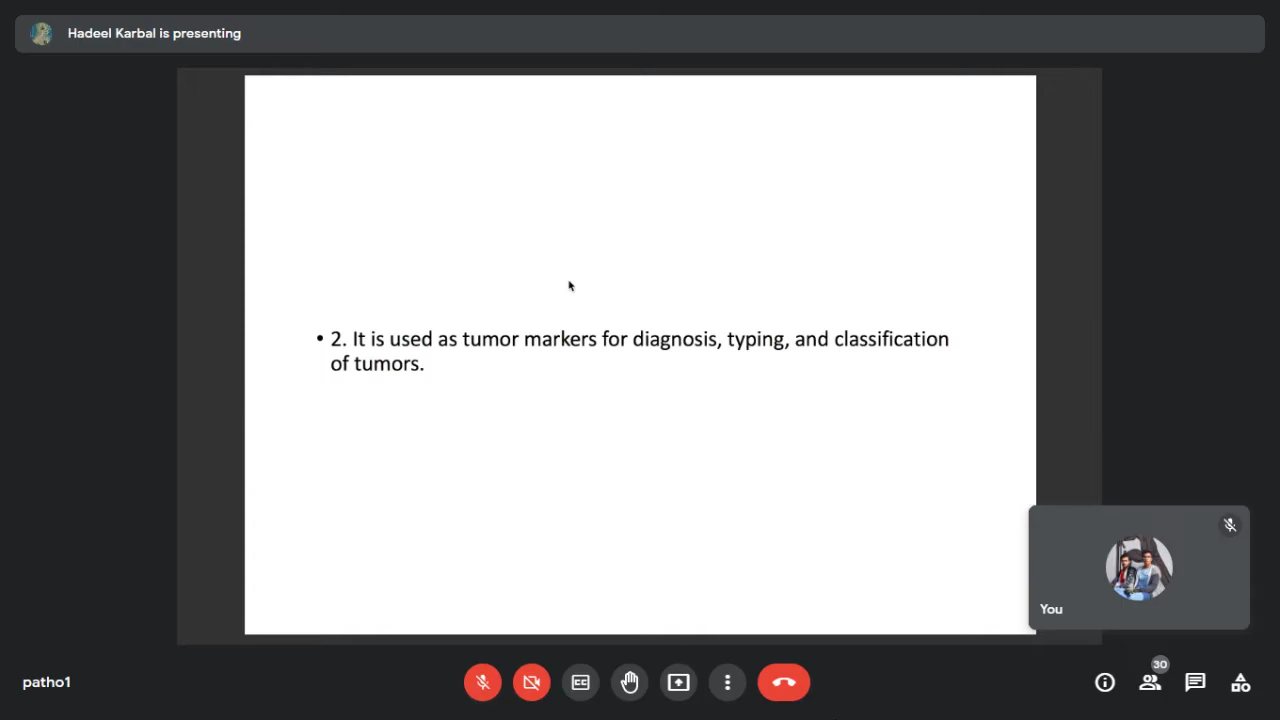 Hadeel Karbal is presenting
• 2. It is used as tumor markers for diagnosis, typing, and classification
of tumors.
You
patho1
CC
30